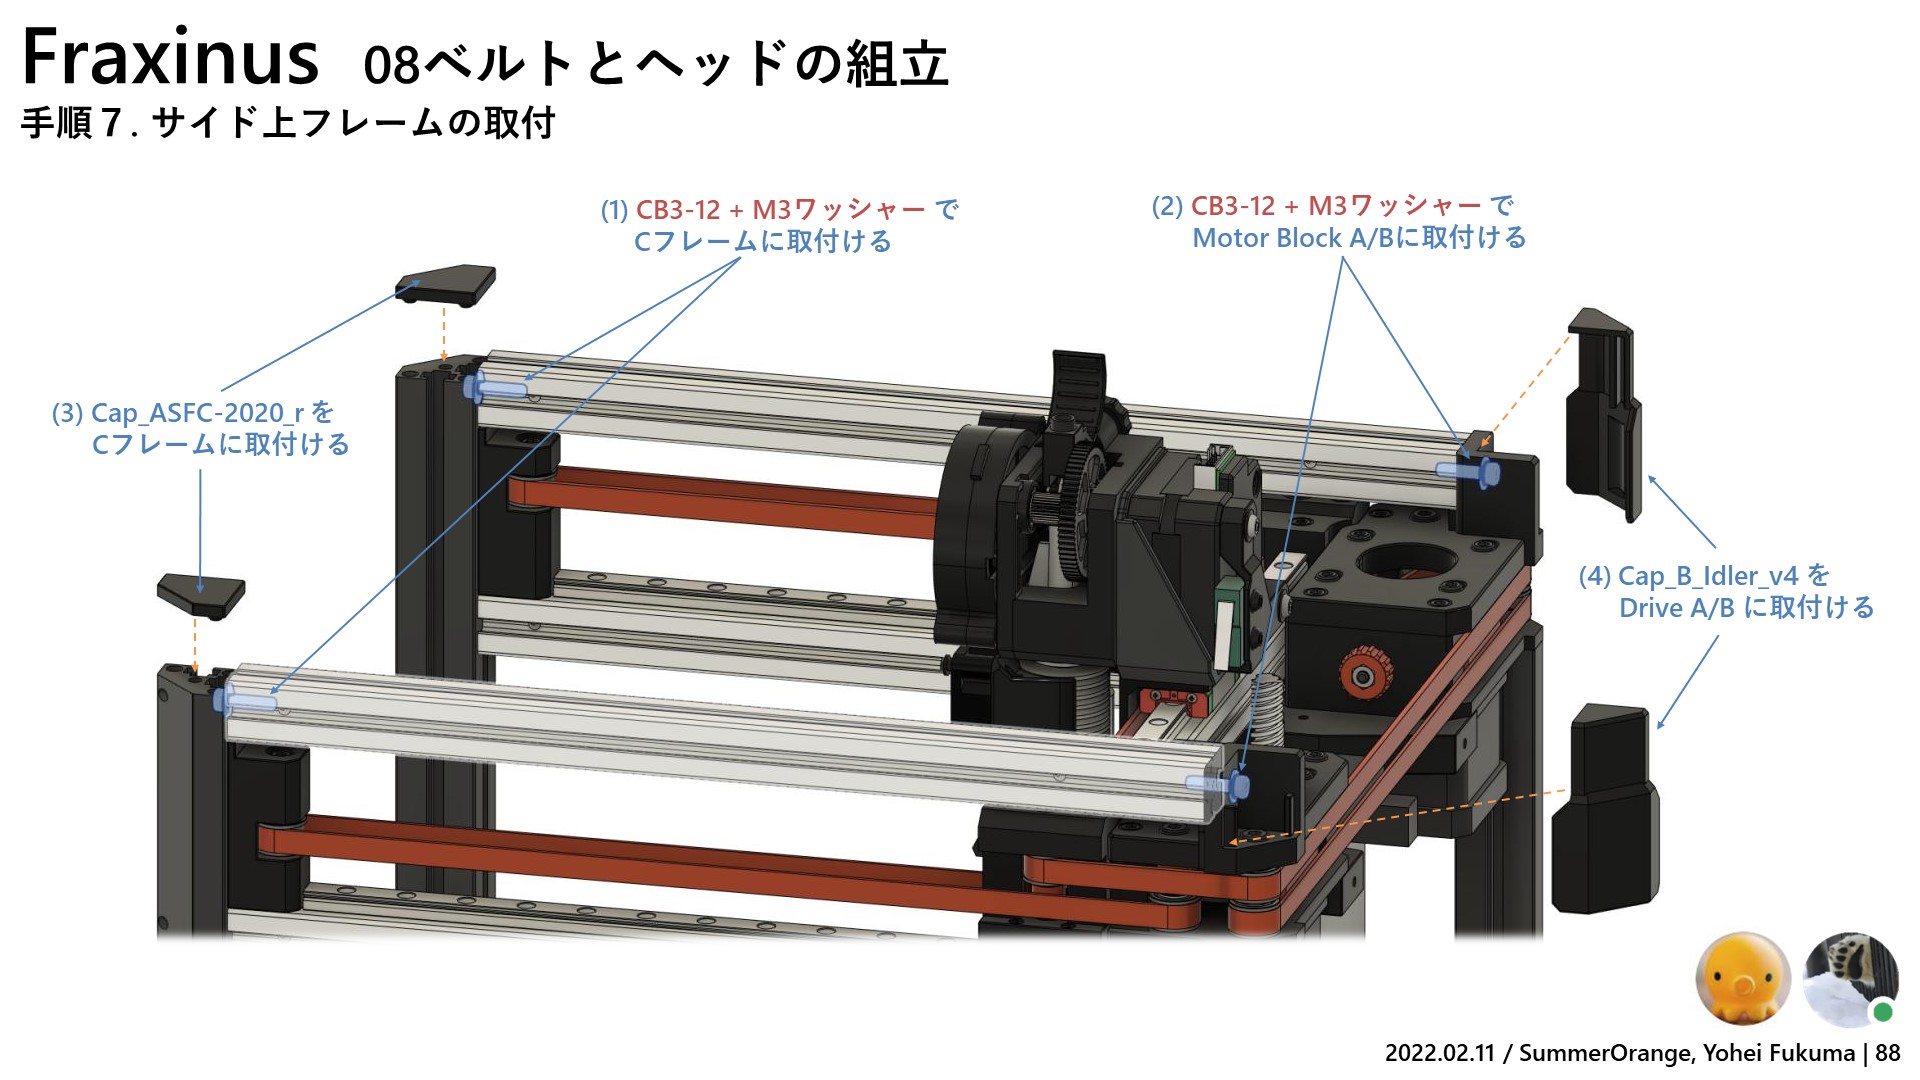 Fraxinus 08ベルトとヘッドの組立
手順７. サイド上フレームの取付
(1) CB3-12 + M3ワッシャー で
Cフレームに取付ける
(2) CB3-12 + M3ワッシャー で
Motor Block A/Bに取付ける
(3) Cap_ASFC-2020_r を
Cフレームに取付ける
(4) Cap_B_Idler_v4 を
Drive A/B に取付ける
2022.02.11 / SummerOrange, Yohei Fukuma | 88